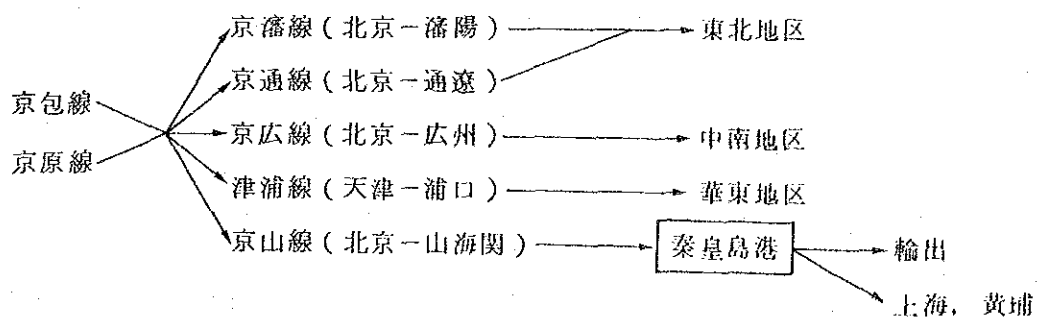 京藩線(北京-藩陽) 東北地区
京通線(北京-通遼)
京包線
京広線(北京-広州) 中南地区
京原線
津浦線(天津-浦口) 華東地区
京山線(北京-山海関) 秦皇島港 輸出
上海,黄埔